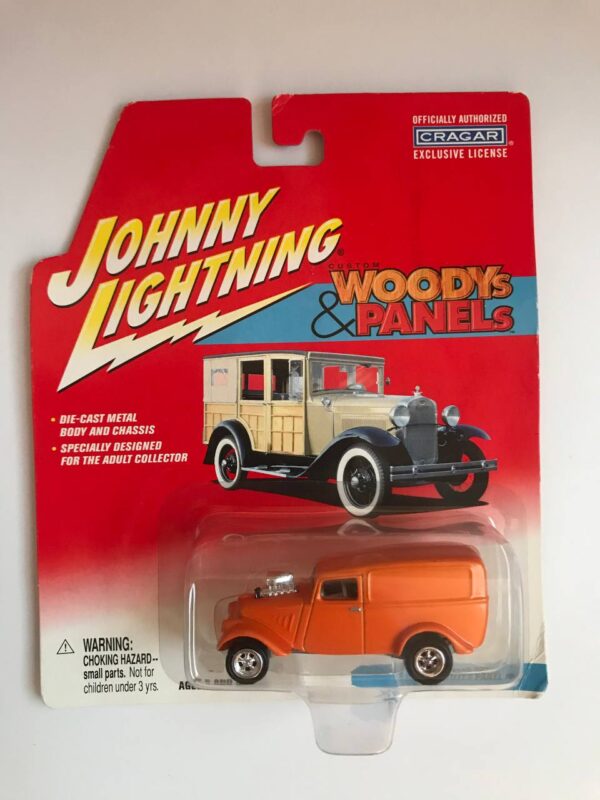 OFFICIALLY AUTHORIZED
CRAGAR®
EXCLUSIVE LICENSE
JOHNNY
LIGHTNING®
CUSTOM
WOODYS
& PANELS™
• DIE-CAST METAL
BODY AND CHASSIS
• SPECIALLY DESIGNED
FOR THE ADULT COLLECTOR
WARNING:
CHOKING HAZARD--
small parts. Not for
children under 3 yrs.